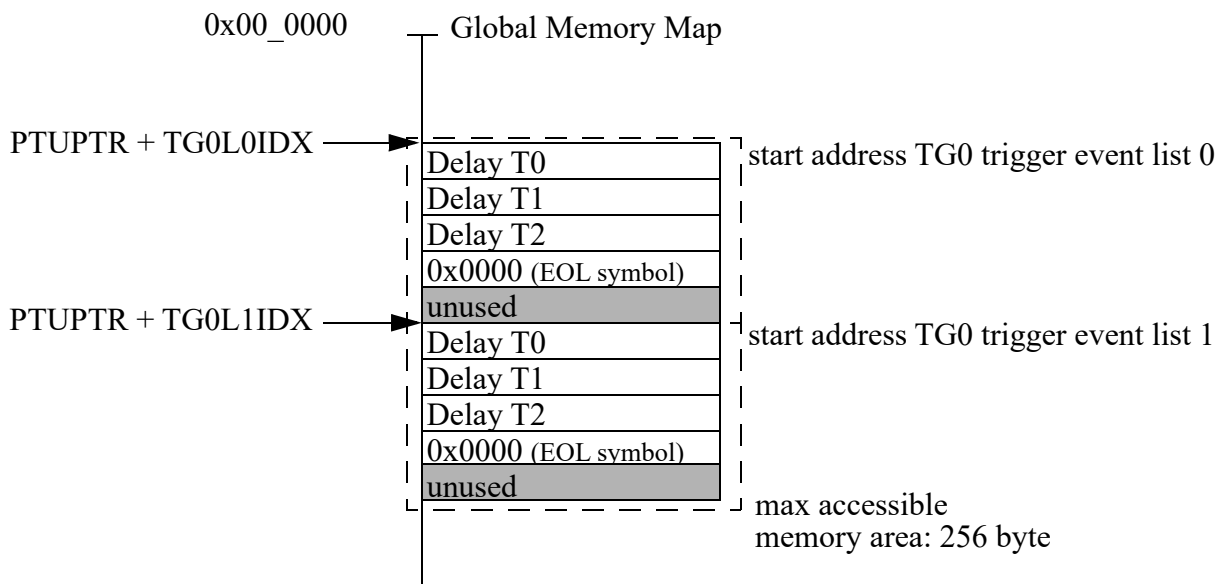 0x00_0000 Global Memory Map
PTUPTR + TG0L0IDX
start address TG0 trigger event list 0
Delay T0
Delay T1
Delay T2
0x0000 (EOL symbol)
unused
PTUPTR + TG0L1IDX
start address TG0 trigger event list 1
Delay T0
Delay T1
Delay T2
0x0000 (EOL symbol)
unused
max accessible
memory area: 256 byte